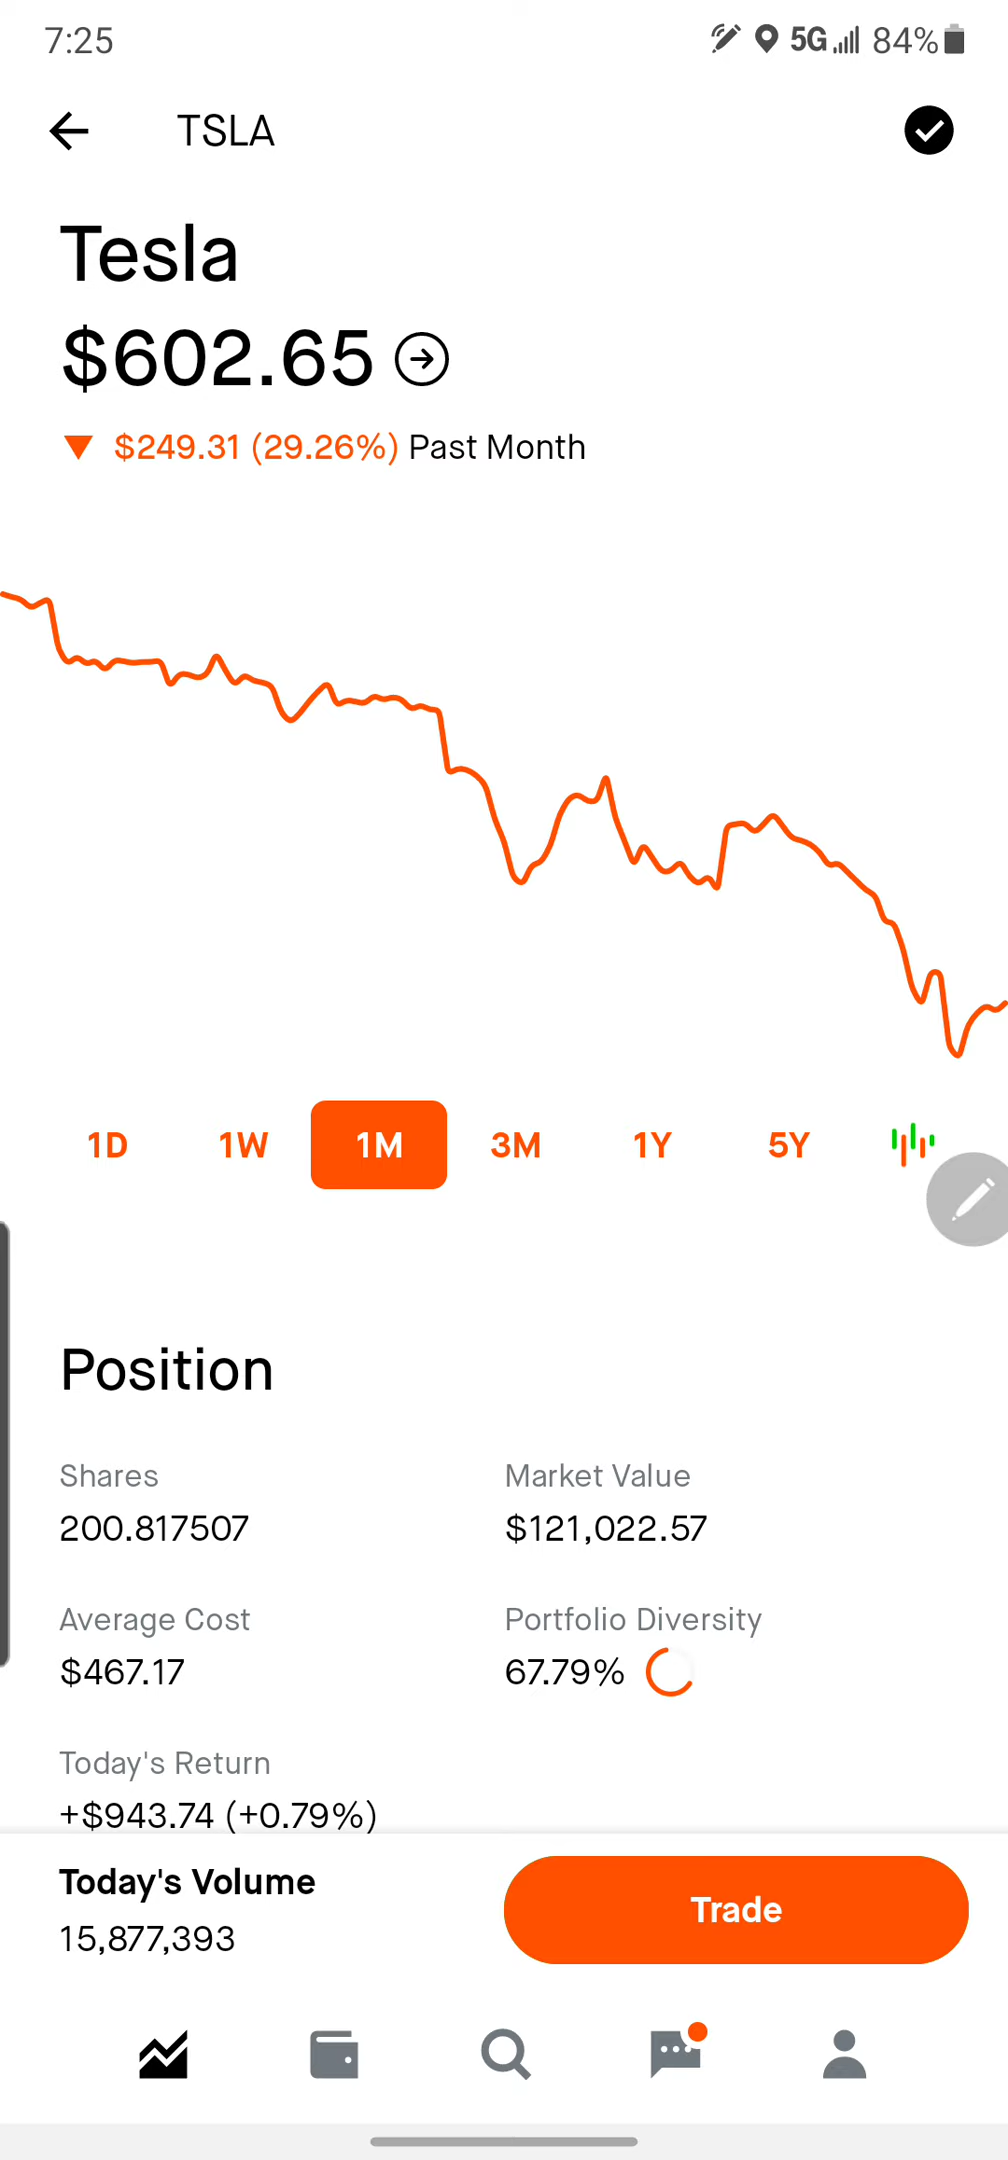 7:25 5G 84%
TSLA
Tesla
$602.65
$249.31 (29.26%) Past Month
1D 1W 1M 3M 1Y 5Y
Position
Shares Market Value
200.817507 $121,022.57
Average Cost Portfolio Diversity
$467.17 67.79%
Today's Return
+$943.74 (+0.79%)
Today's Volume
15,877,393
Trade